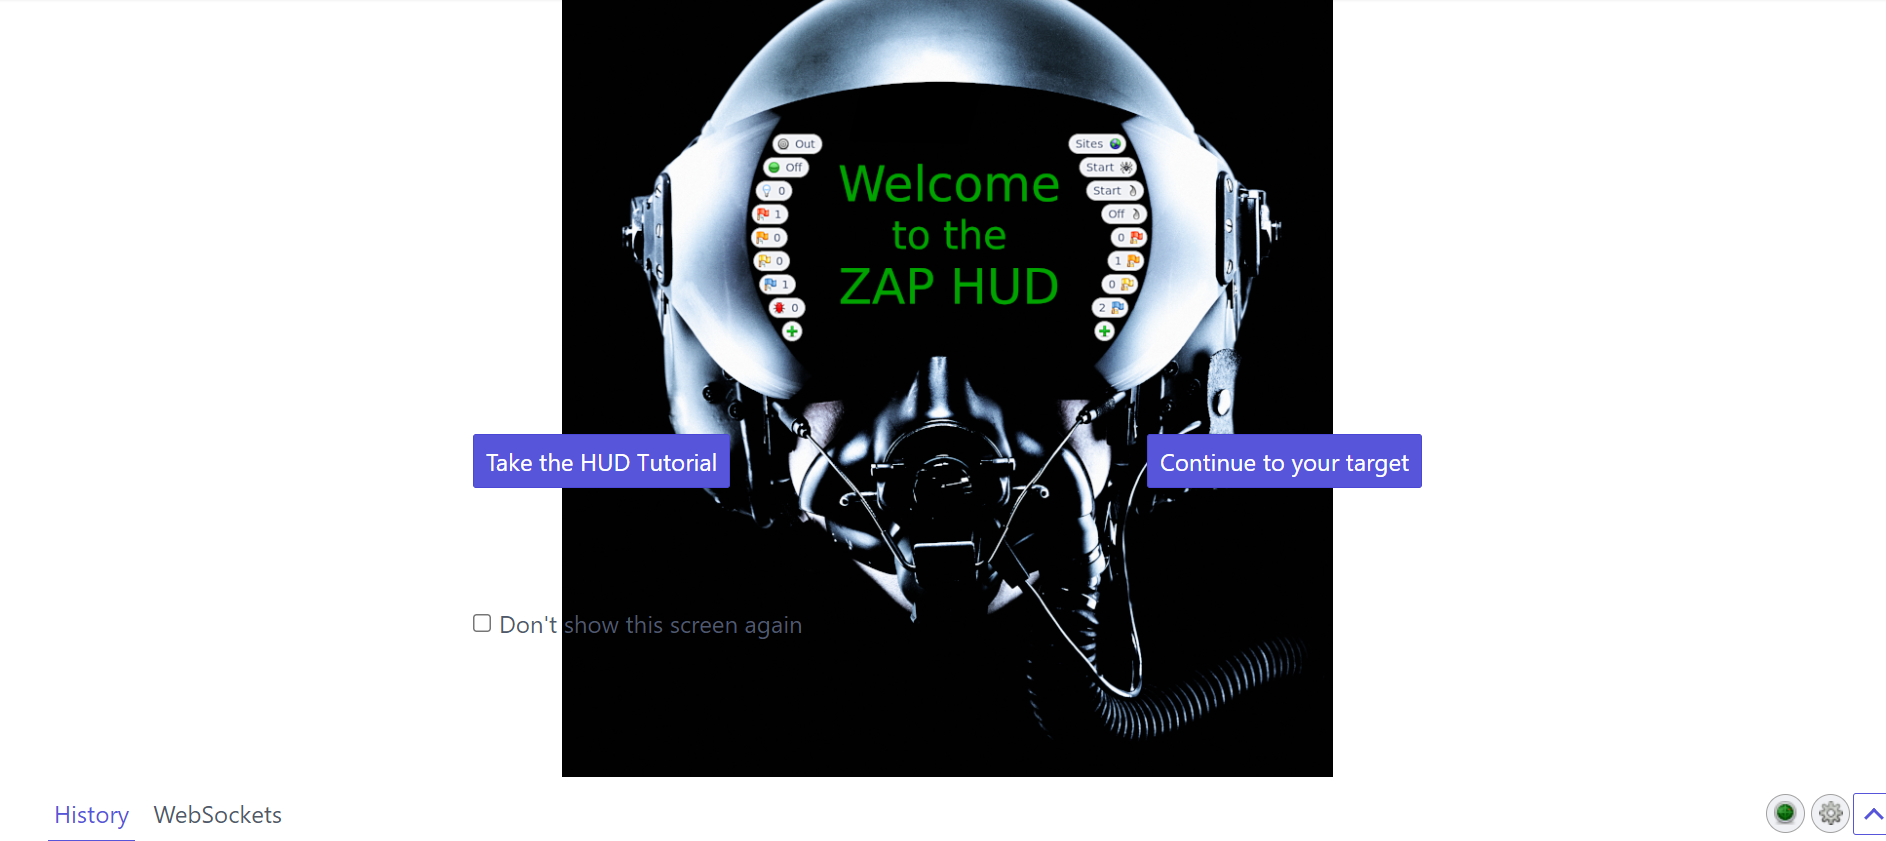 Out
Off
0
1
0
0
1
0
Welcome
to the
ZAP HUD
Sites
Start
Start
Off
0
1
0
2
Take the HUD Tutorial
Continue to your target
Don't show this screen again
History
WebSockets